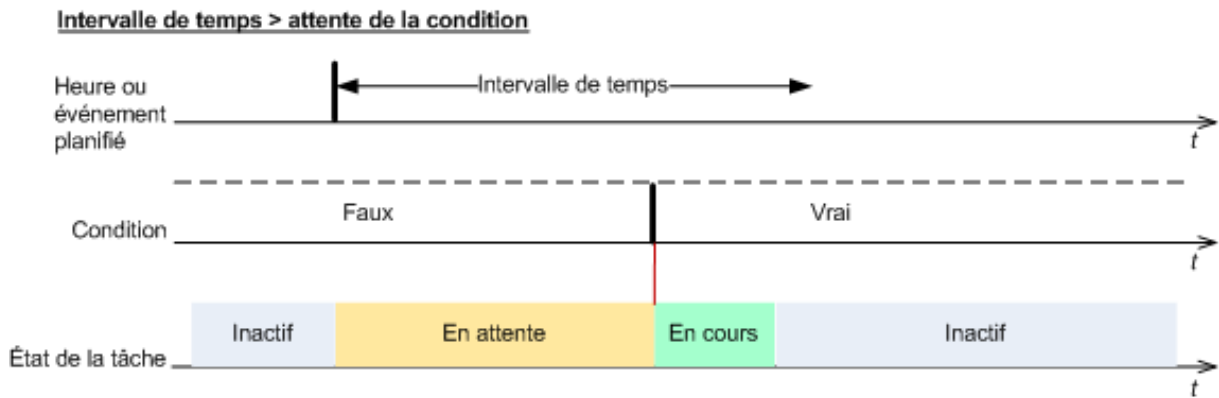 Intervalle de temps > attente de la condition
Heure ou
événement
planifié
Intervalle de temps
t
Condition
Faux
Vrai
t
État de la tâche
Inactif
En attente
En cours
Inactif
t